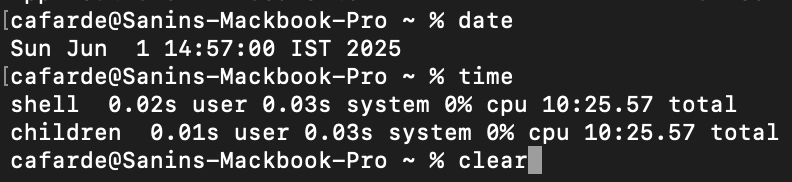 [cafarde@Sanins-Mackbook-Pro ~ % date
Sun Jun  1 14:57:00 IST 2025
[cafarde@Sanins-Mackbook-Pro ~ % time
shell  0.02s user 0.03s system 0% cpu 10:25.57 total
children  0.01s user 0.03s system 0% cpu 10:25.57 total
cafarde@Sanins-Mackbook-Pro ~ % clear